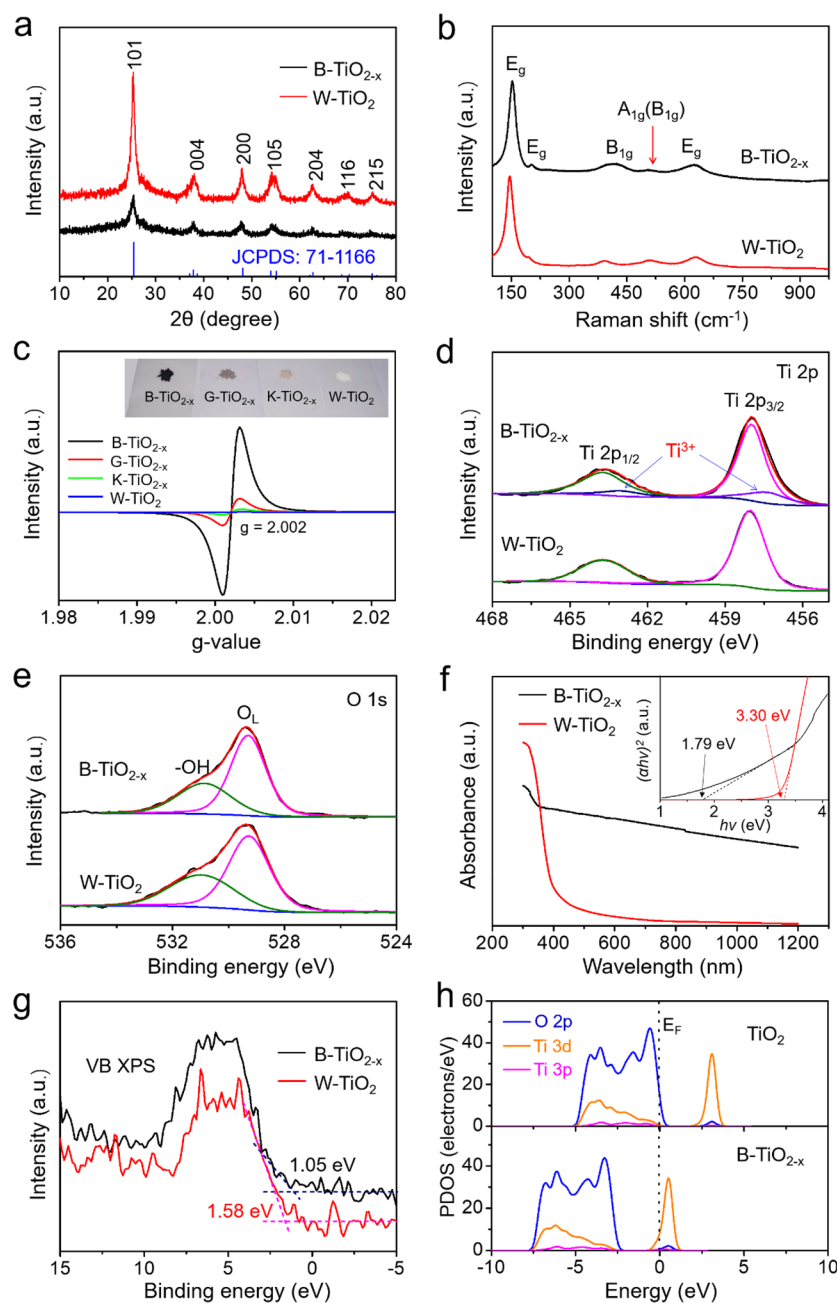 a
101
004
200
105
204
116
215
B-TiO2-x
W-TiO2
JCPDS: 71-1166
Intensity (a.u.)
10 20 30 40 50 60 70 80
2θ (degree)
b
Eg
Eg
B1g
A1g(B1g)
Eg
B-TiO2-x
W-TiO2
Intensity (a.u.)
150 300 450 600 750 900
Raman shift (cm-1)
c
B-TiO2-x G-TiO2-x K-TiO2-x W-TiO2
B-TiO2-x
G-TiO2-x
K-TiO2-x
W-TiO2
g = 2.002
Intensity (a.u.)
1.98 1.99 2.00 2.01 2.02
g-value
d
Ti 2p
Ti 2p3/2
B-TiO2-x
Ti 2p1/2
Ti3+
W-TiO2
Intensity (a.u.)
468 465 462 459 456
Binding energy (eV)
e
O 1s
OL
-OH
B-TiO2-x
W-TiO2
Intensity (a.u.)
536 532 528 524
Binding energy (eV)
f
B-TiO2-x
W-TiO2
(αhν)2 (a.u.)
3.30 eV
1.79 eV
1 2 3 4
hν (eV)
Absorbance (a.u.)
200 400 600 800 1000 1200
Wavelength (nm)
g
VB XPS
B-TiO2-x
W-TiO2
1.05 eV
1.58 eV
Intensity (a.u.)
15 10 5 0 -5
Binding energy (eV)
h
60
40
20
0
O 2p
Ti 3d
Ti 3p
EF
TiO2
60
40
20
0
B-TiO2-x
PDOS (electrons/eV)
-10 -5 0 5 10
Energy (eV)